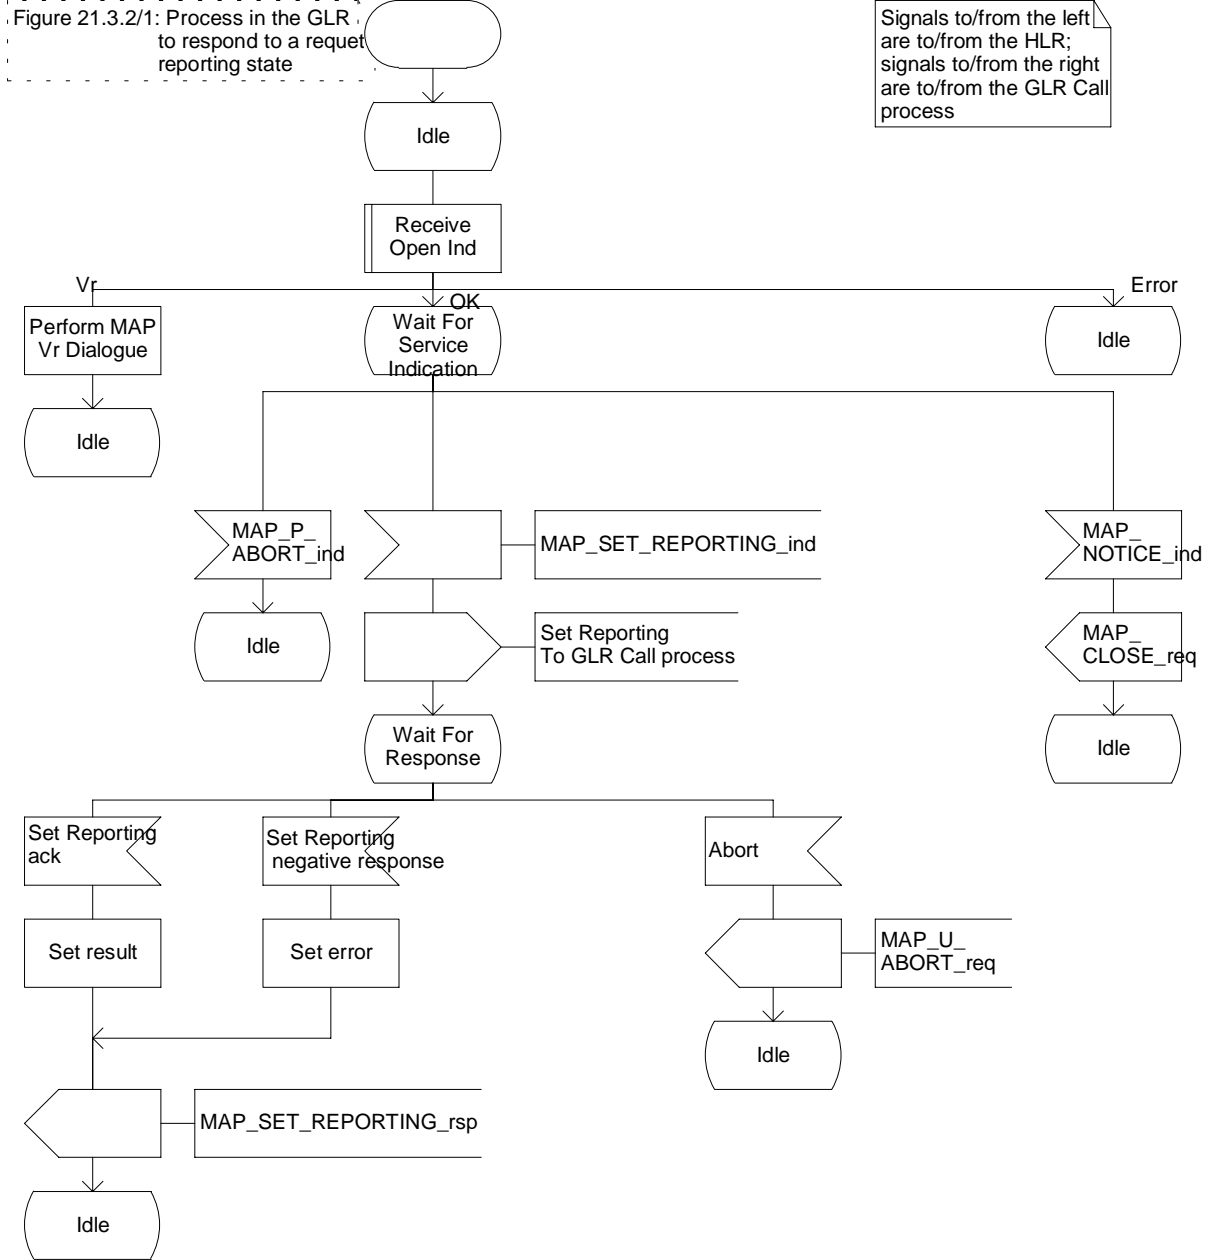 Figure 21.3.2/1: Process in the GLR
to respond to a requet
reporting state
Signals to/from the left
are to/from the HLR;
signals to/from the right
are to/from the GLR Call
process
Idle
Receive
Open Ind
Vr
OK
Error
Perform MAP
Vr Dialogue
Wait For
Service
Indication
Idle
Idle
MAP_P_
ABORT_ind
MAP_SET_REPORTING_ind
MAP_
NOTICE_ind
Idle
Set Reporting
To GLR Call process
MAP_
CLOSE_req
Wait For
Response
Idle
Set Reporting
ack
Set Reporting
negative response
Abort
Set result
Set error
MAP_U_
ABORT_req
Idle
MAP_SET_REPORTING_rsp
Idle